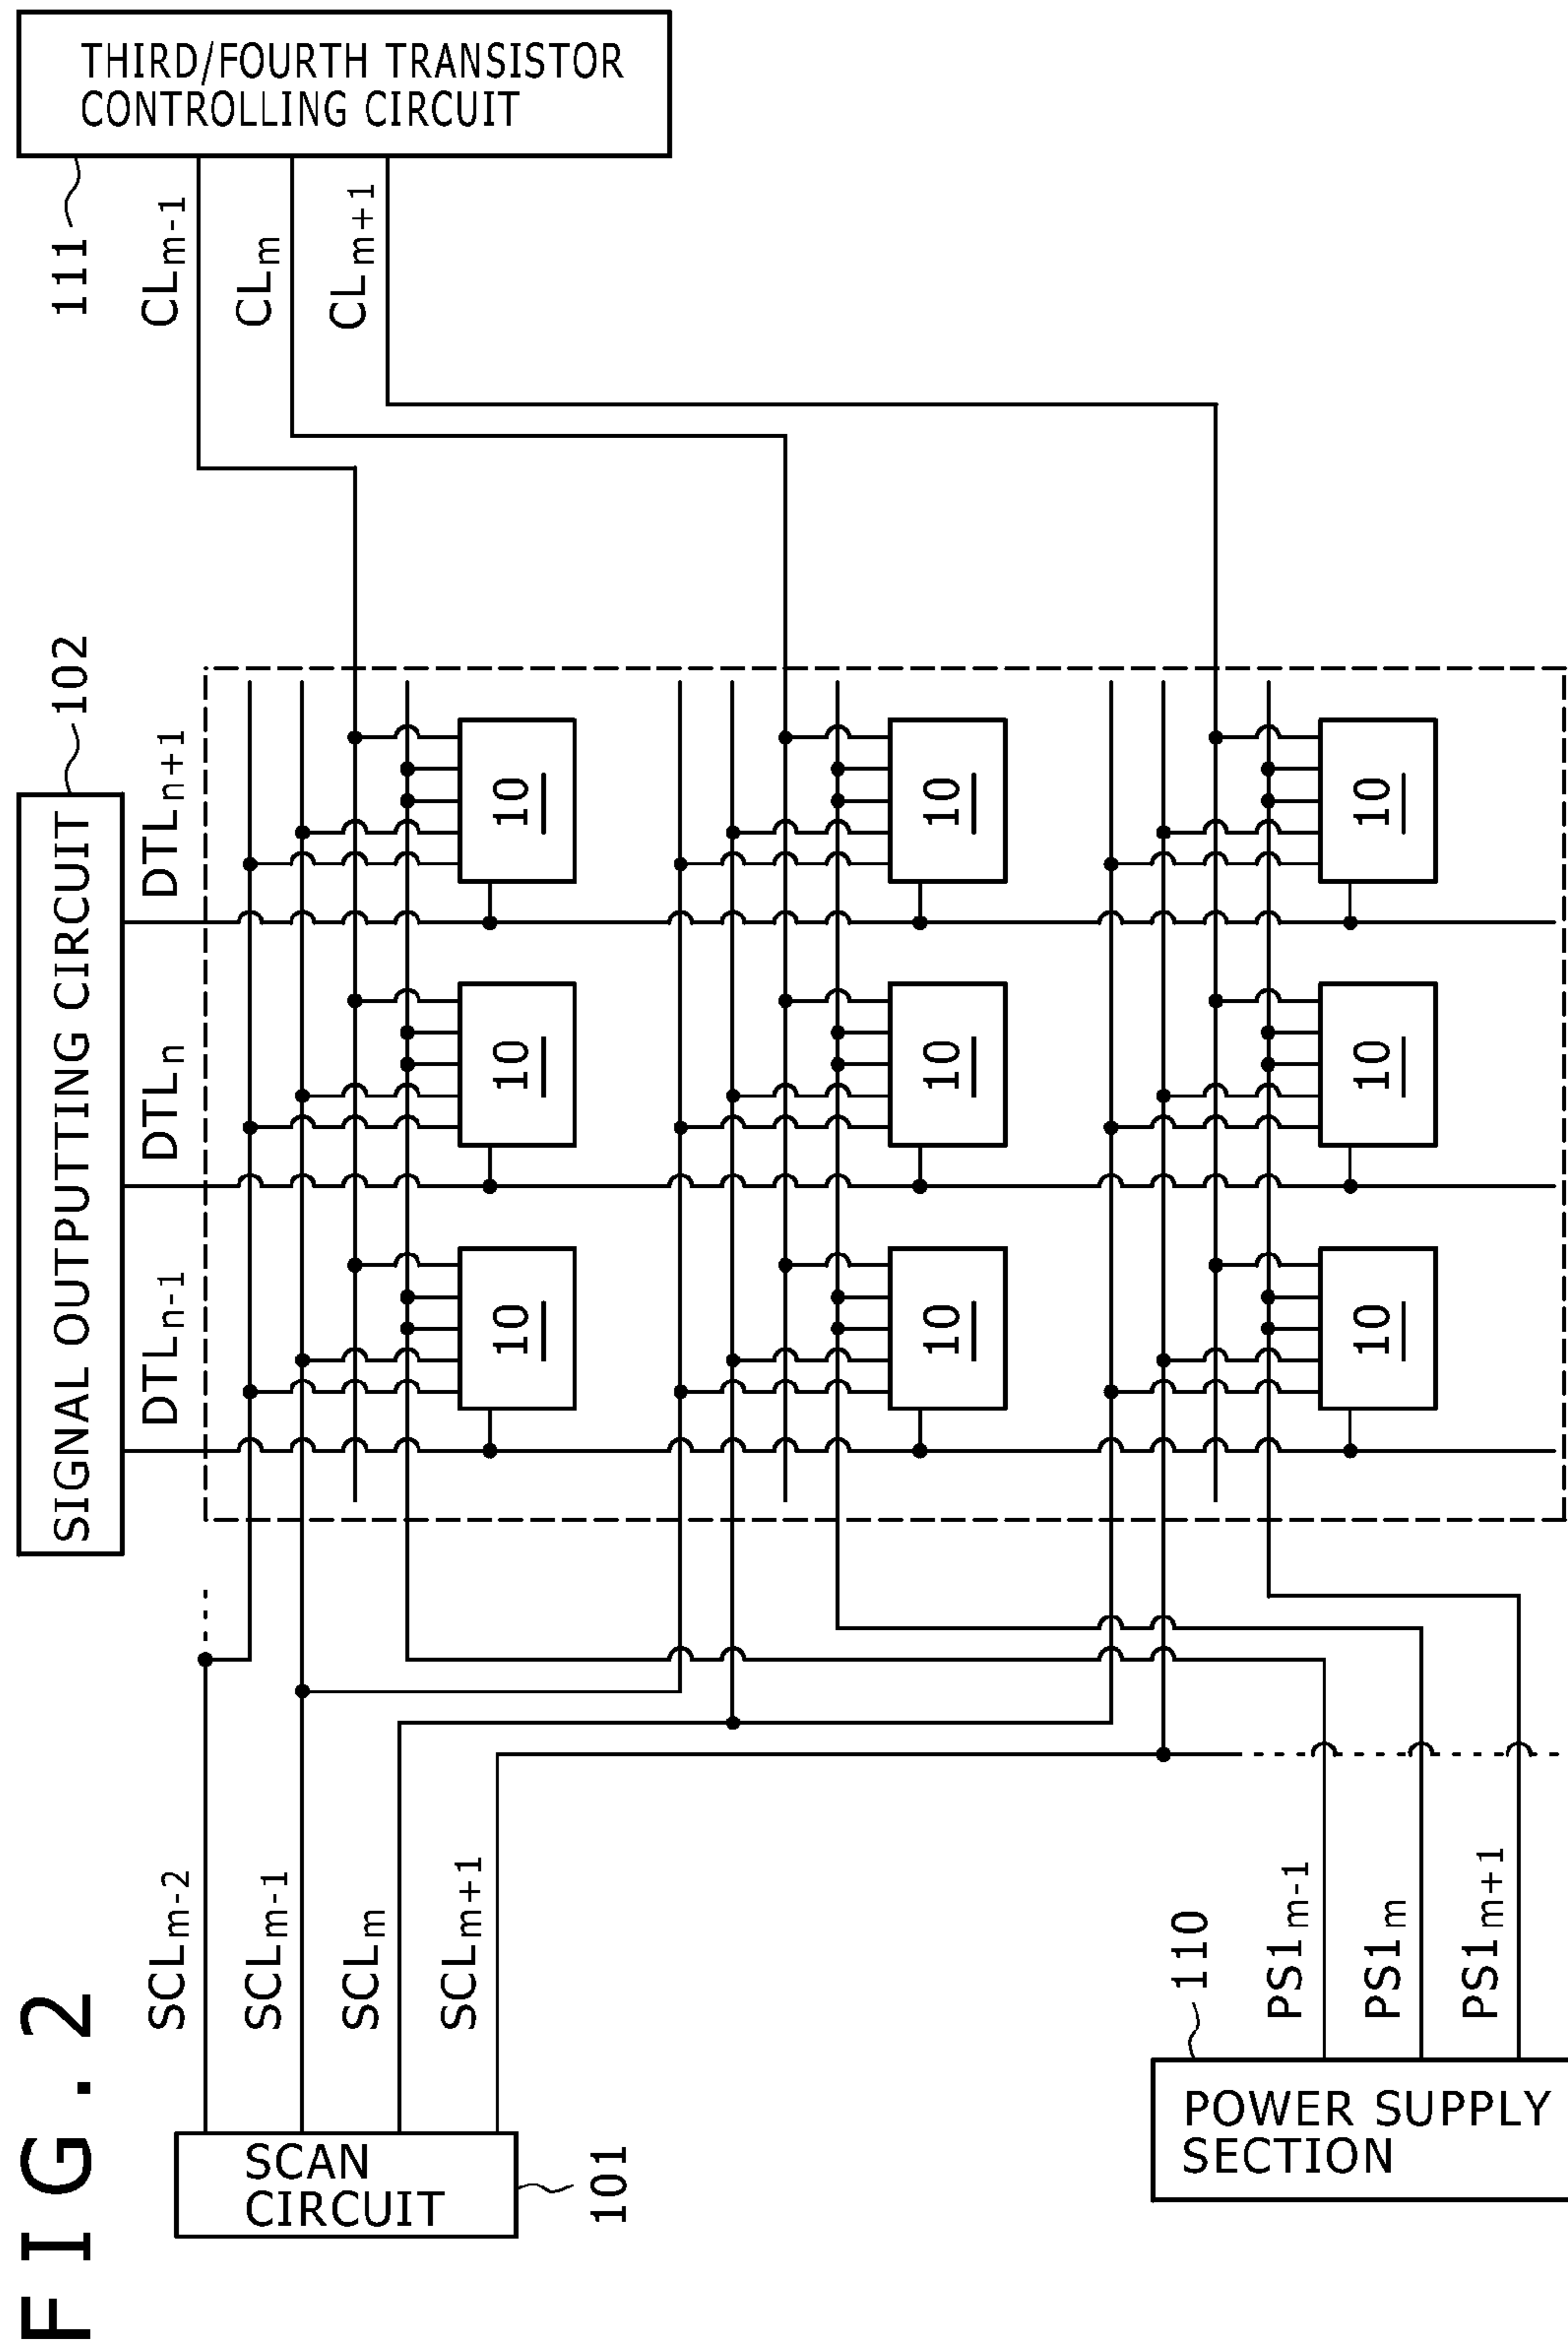 FIG.2
THIRD/FOURTH TRANSISTOR
CONTROLLING CIRCUIT
111
CLm-1
CLm
CLm+1
SIGNAL OUTPUTTING CIRCUIT
102
DTLn-1
DTLn
DTLn+1
10
10
10
10
10
10
10
10
10
SCLm-2
SCLm-1
SCLm
SCLm+1
SCAN
CIRCUIT
101
110
PS1m-1
PS1m
PS1m+1
POWER SUPPLY
SECTION